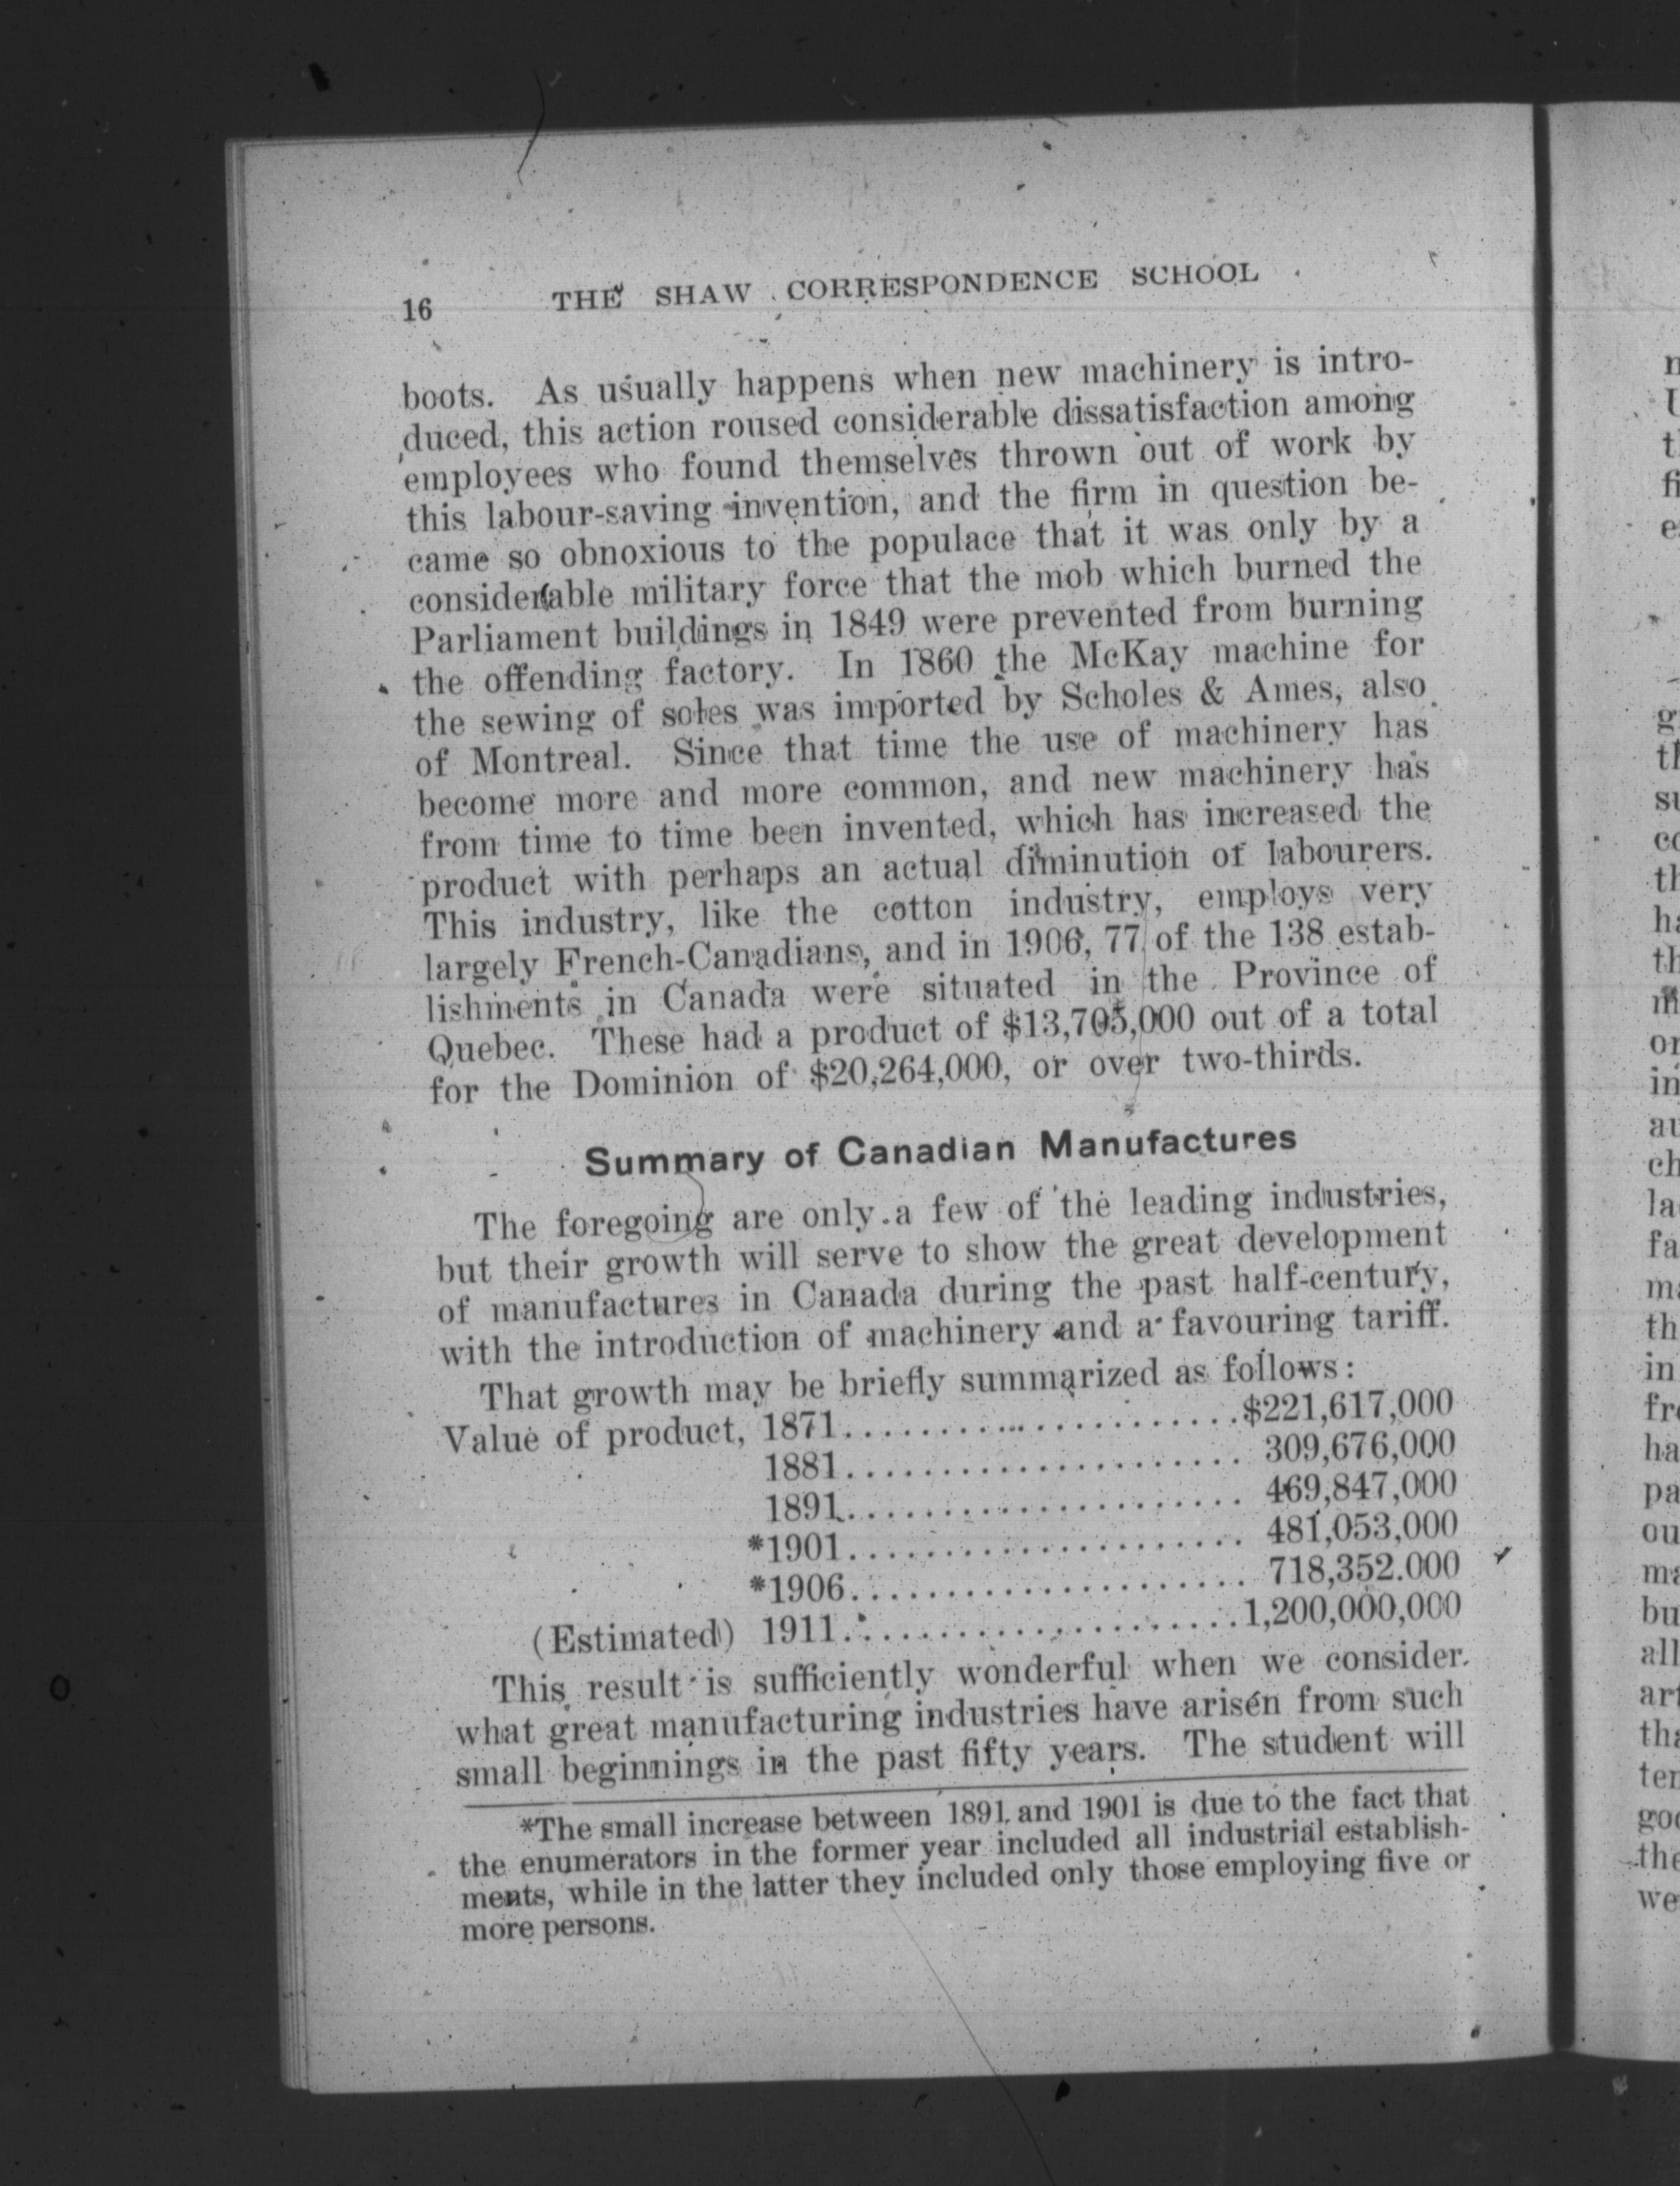 16 THE SHAW CORRESPONDENCE SCHOOL
boots. As usually happens when new machinery is intro-
duced, this action roused considerable dissatisfaction among
employees who found themselves thrown out of work by
this labour-saving invention, and the firm in question be-
came so obnoxious to the populace that it was only by a
considerable military force that the mob which burned the
Parliament buildings in 1849 were prevented from burning
the offending factory. In 1860 the McKay machine for
the sewing of soles was imported by Scholes & Ames, also
of Montreal. Since that time the use of machinery has
become more and more common, and new machinery has
from time to time been invented, which has increased the
product with perhaps an actual diminution of labourers.
This industry, like the cotton industry, employs very
largely French-Canadians, and in 1906, 77 of the 138 estab-
lishments in Canada were situated in the Province of
Quebec. These had a product of $13,705,000 out of a total
for the Dominion of $20,264,000, or over two-thirds.
Summary of Canadian Manufactures
The foregoing are only a few of the leading industries,
but their growth will serve to show the great development
of manufactures in Canada during the past half-century,
with the introduction of machinery and a favouring tariff.
That growth may be briefly summarized as follows:
Value of product, 1871..........................$221,617,000
1881....................... 309,676,000
1891....................... 469,847,000
*1901....................... 481,053,000
*1906....................... 718,352.000
(Estimated) 1911.......................1,200,000,000
This result is sufficiently wonderful when we consider
what great manufacturing industries have arisen from such
small beginnings in the past fifty years. The student will
*The small increase between 1891 and 1901 is due to the fact that
the enumerators in the former year included all industrial establish-
ments, while in the latter they included only those employing five or
more persons.